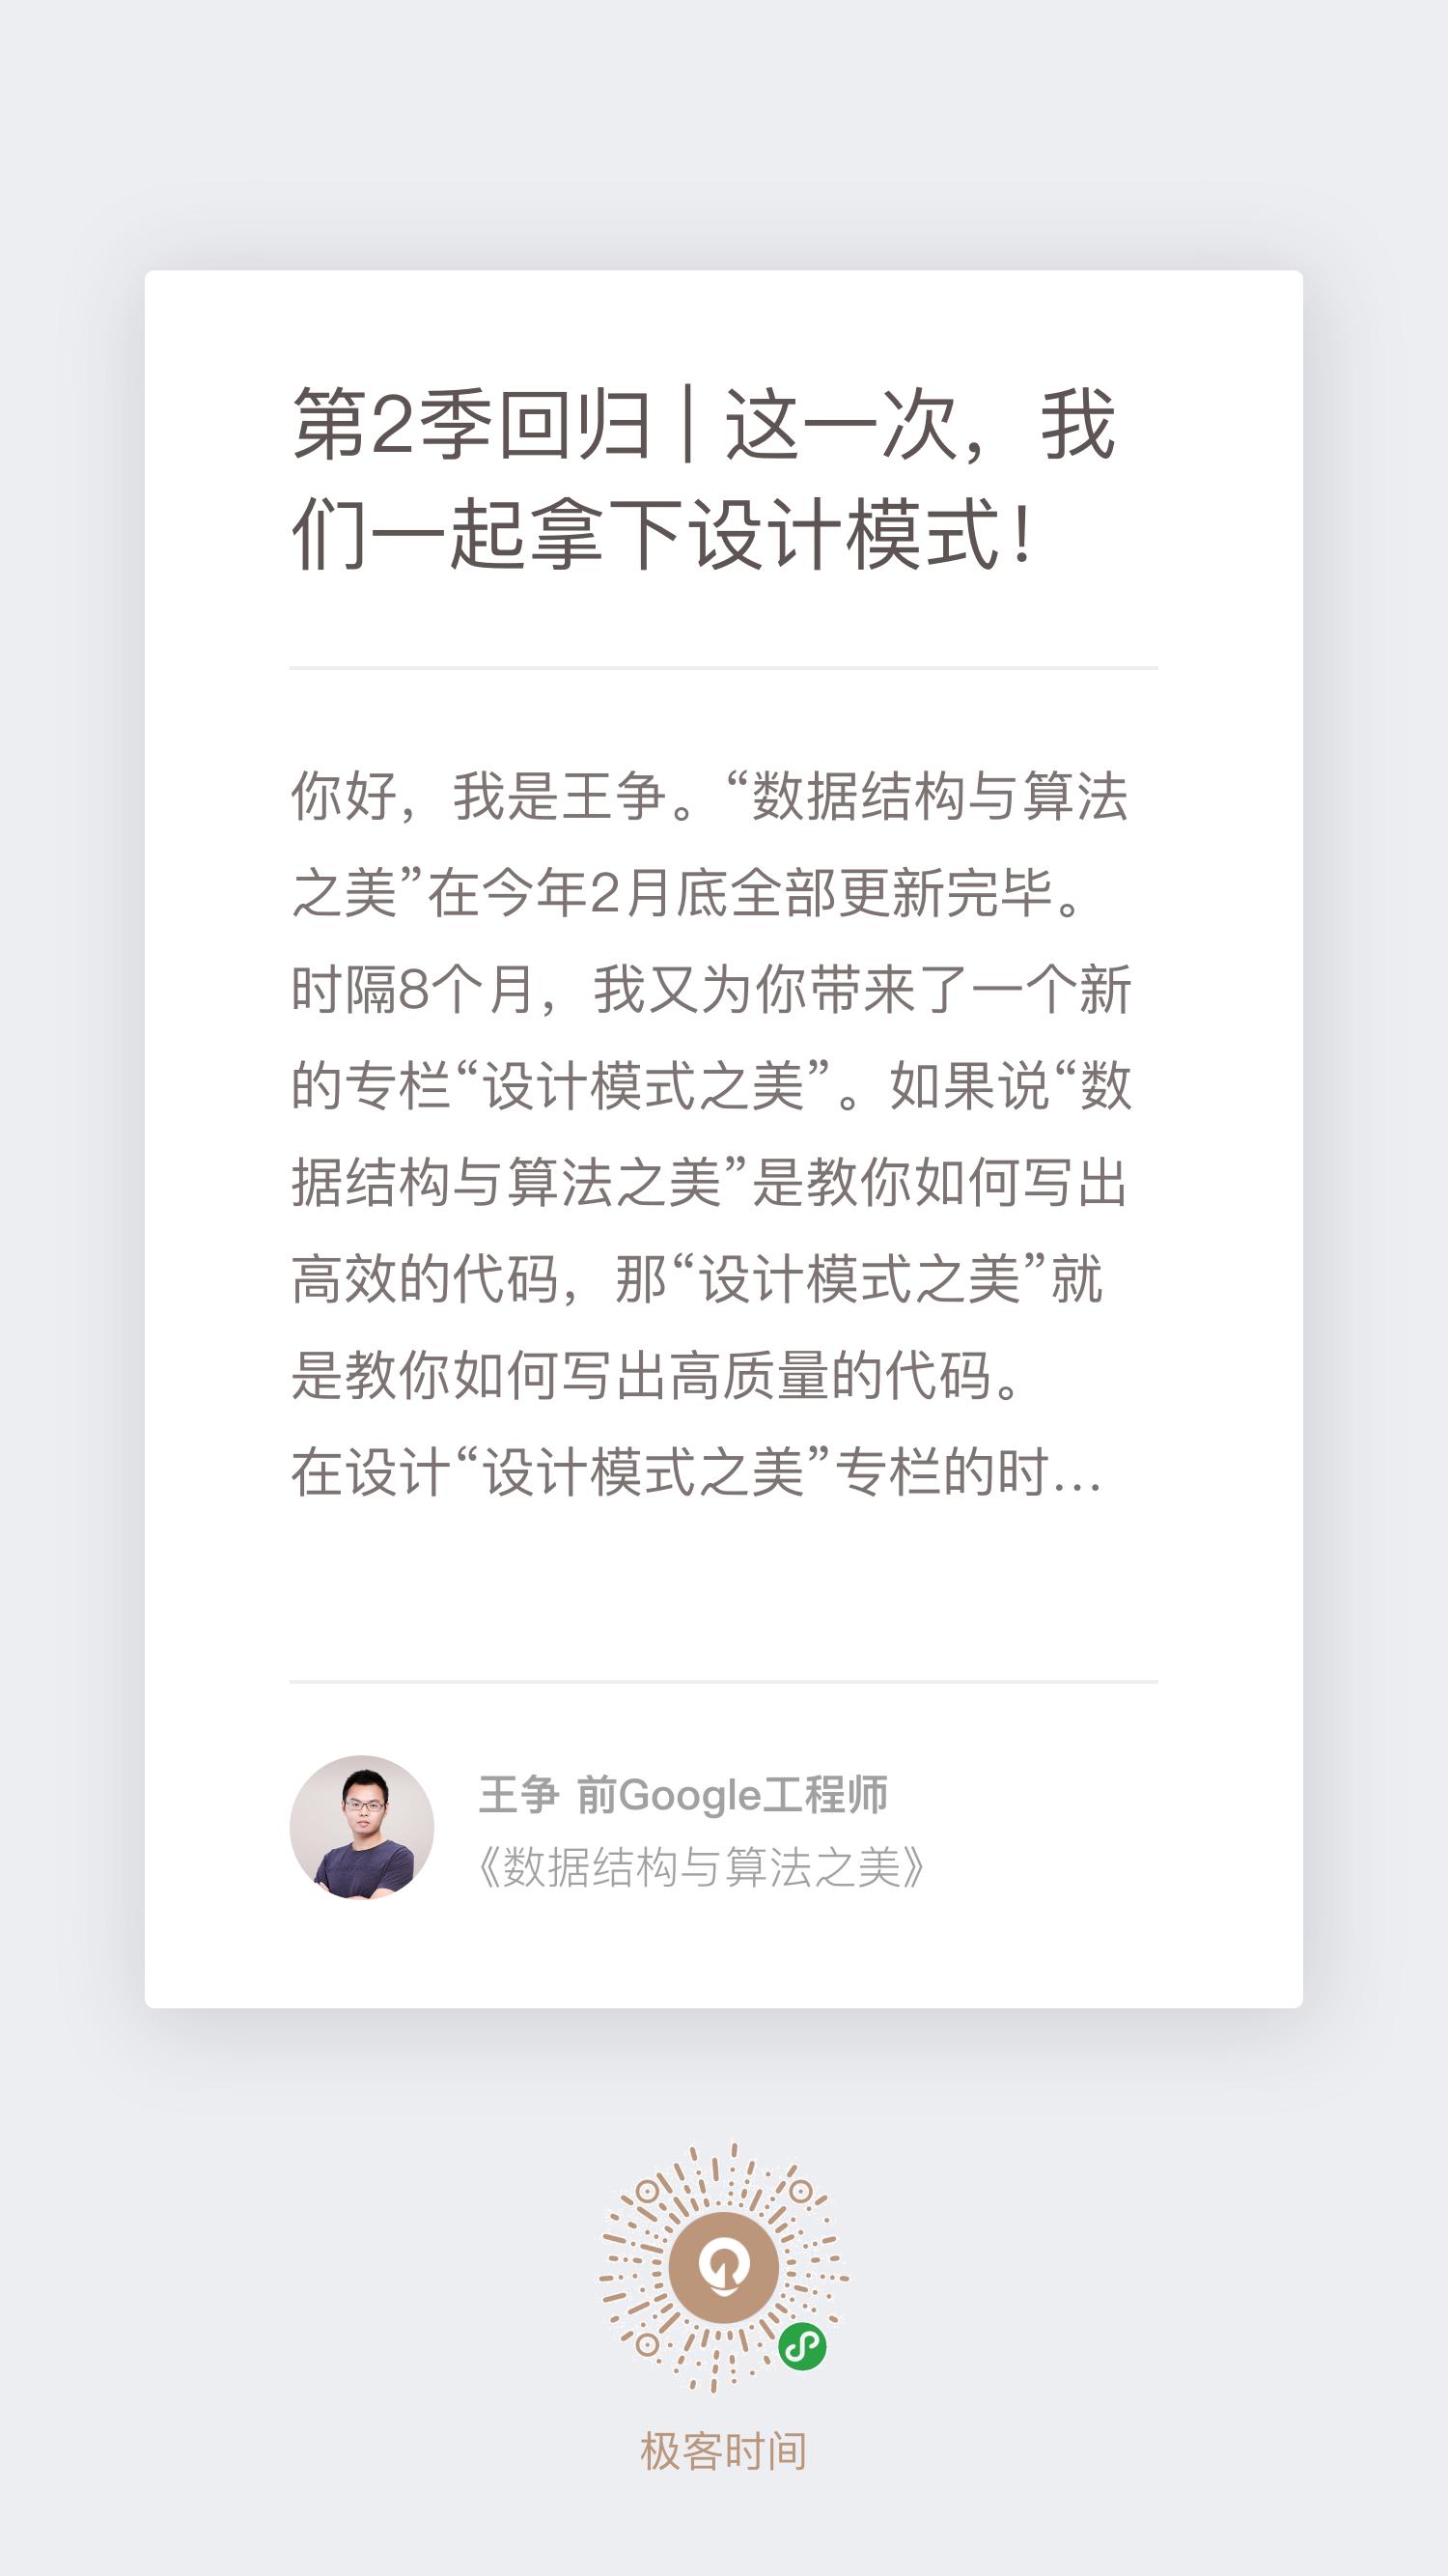 第2季回归 | 这一次，我
们一起拿下设计模式！
你好，我是王争。“数据结构与算法
之美”在今年2月底全部更新完毕。
时隔8个月，我又为你带来了一个新
的专栏“设计模式之美”。如果说“数
据结构与算法之美”是教你如何写出
高效的代码，那“设计模式之美”就
是教你如何写出高质量的代码。
在设计“设计模式之美”专栏的时...
王争 前Google工程师
《数据结构与算法之美》
极客时间